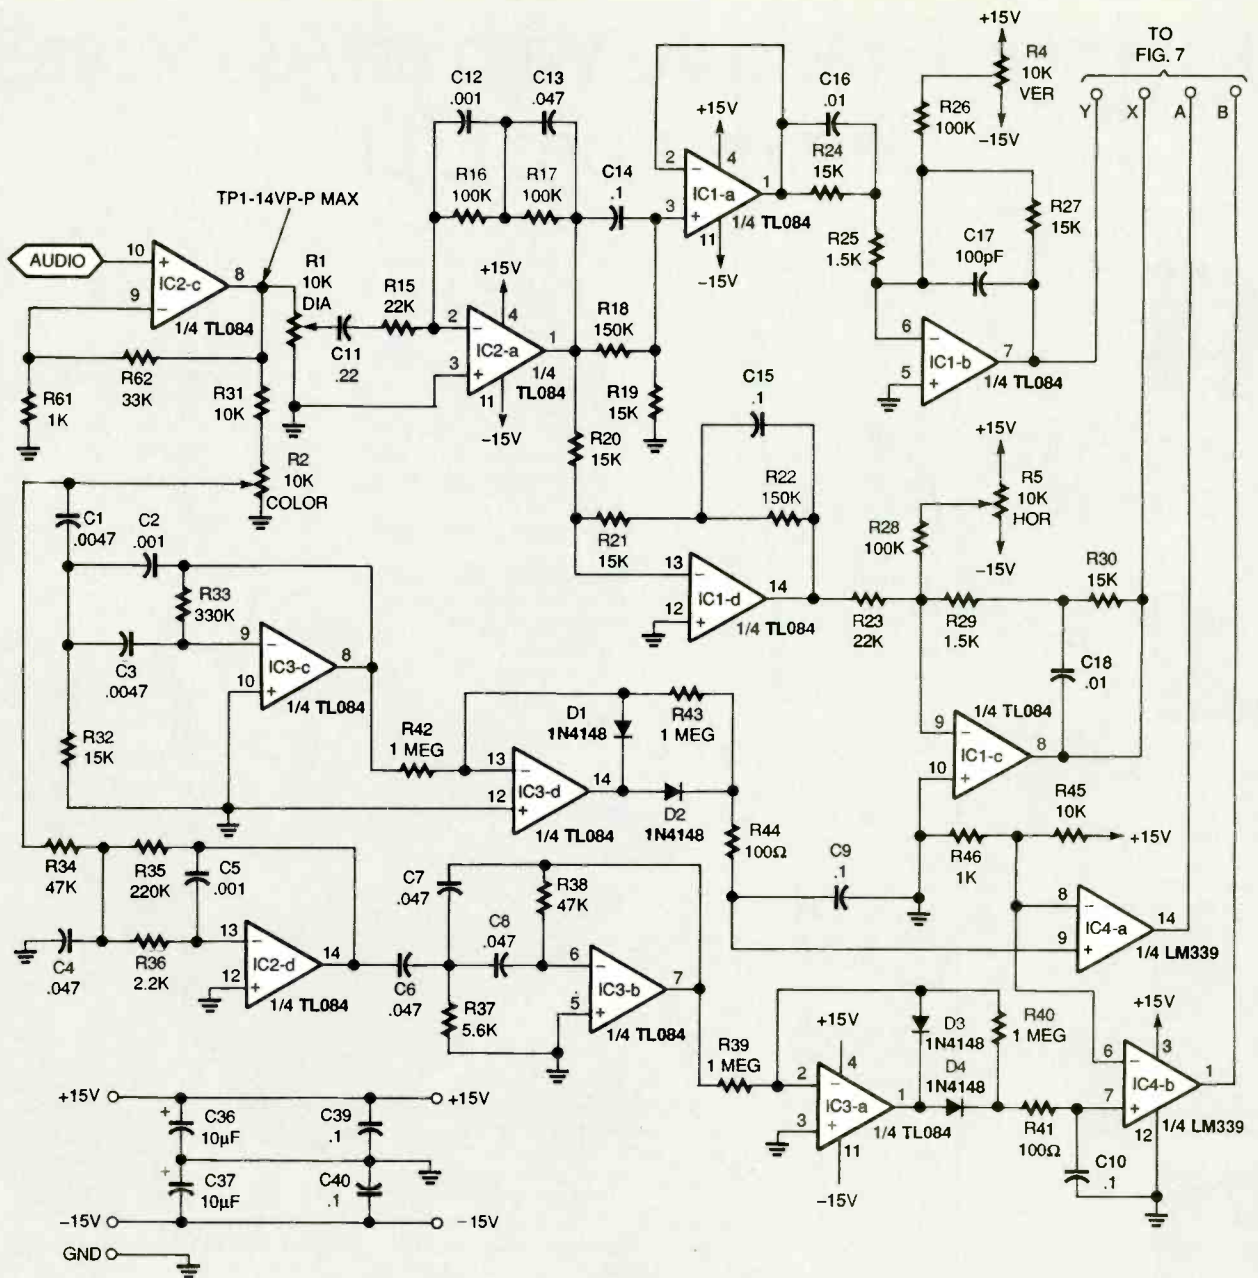 +15V
R4
10K
VER
-15V
TO
FIG. 7
Y
X
A
B
C12
.001
C13
.047
R16
100K
R17
100K
C14
.1
2
−
+15V
4
IC1-a
3
+
1
11
-15V
1/4 TL084
C16
.01
R24
15K
R25
1.5K
R26
100K
R27
15K
C17
100pF
6
−
IC1-b
5
+
7
1/4 TL084
TP1-14VP-P MAX
AUDIO
10
+
IC2-c
9
−
8
1/4 TL084
R1
10K
DIA
C11
.22
R15
22K
+15V
2
−
4
IC2-a
3
+
1
11
-15V
1/4
TL084
R18
150K
R19
15K
R61
1K
R62
33K
R31
10K
R2
10K
COLOR
R20
15K
C15
.1
R22
150K
R21
15K
13
−
IC1-d
12
+
14
1/4 TL084
+15V
R5
10K
HOR
-15V
R28
100K
R30
15K
R23
22K
R29
1.5K
C18
.01
1/4 TL084
9
−
IC1-c
10
+
8
C1
.0047
C2
.001
R33
330K
C3
.0047
9
−
IC3-c
10
+
8
1/4 TL084
R32
15K
R42
1 MEG
D1
1N4148
R43
1 MEG
13
−
IC3-d
12
+
14
1/4 TL084
D2
1N4148
R44
100Ω
C9
.1
R45
10K
+15V
R46
1K
8
−
IC4-a
9
+
14
1/4 LM339
R34
47K
R35
220K
C5
.001
C4
.047
R36
2.2K
13
−
IC2-d
12
+
14
1/4 TL084
C7
.047
R38
47K
C8
.047
C6
.047
R37
5.6K
6
−
IC3-b
5
+
7
1/4 TL084
R39
1 MEG
+15V
2
−
4
IC3-a
3
+
1
11
-15V
1/4 TL084
D3
1N4148
D4
1N4148
R40
1 MEG
R41
100Ω
C10
.1
+15V
6
−
3
IC4-b
7
+
1
12
1/4 LM339
+15V
+
C36
10µF
C39
.1
+15V
+
C37
10µF
C40
.1
-15V
-15V
GND